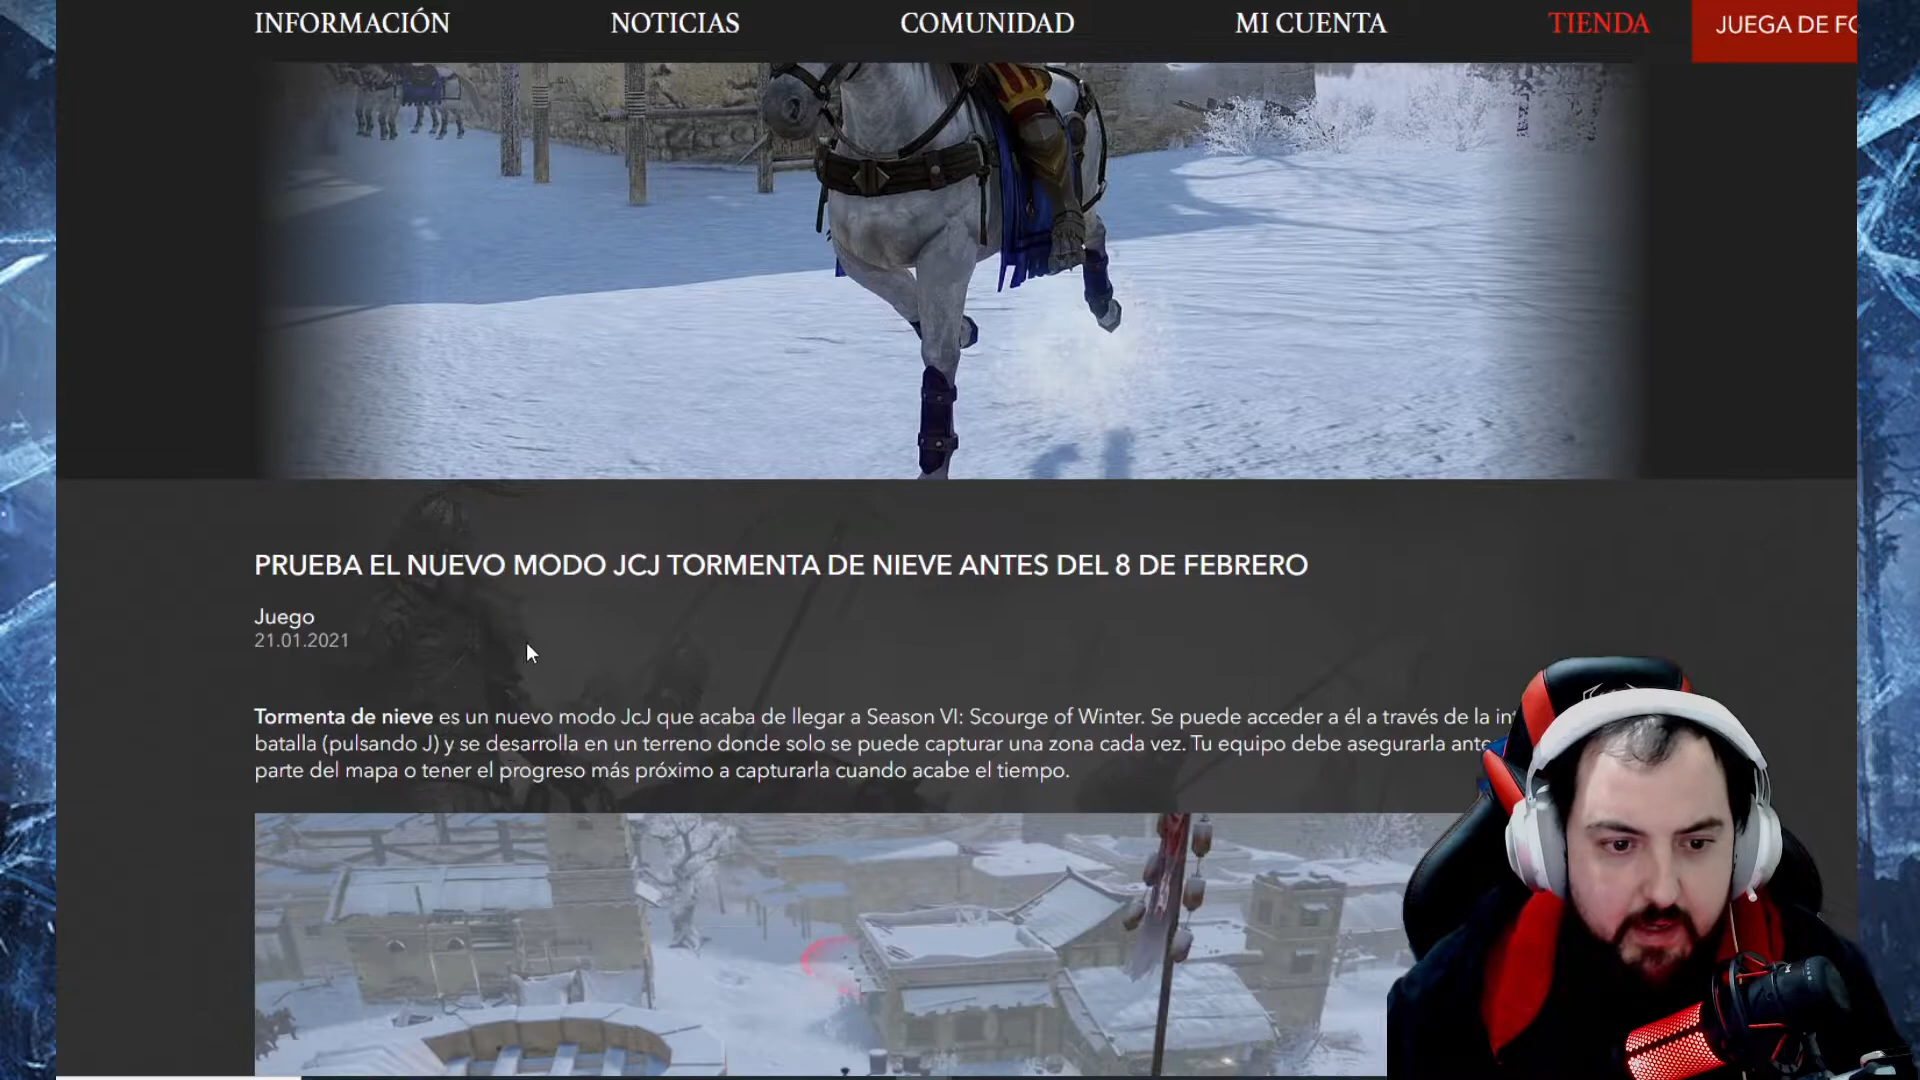 INFORMACIÓN
NOTICIAS
COMUNIDAD
MI CUENTA
TIENDA
JUEGA DE
PRUEBA EL NUEVO MODO JCJ TORMENTA DE NIEVE ANTES DEL 8 DE FEBRERO
Juego
21.01.2021
Tormenta de nieve es un nuevo modo JcJ que acaba de llegar a Season VI: Scourge of Winter. Se puede acceder a él a través de la
batalla (pulsando J) y se desarrolla en un terreno donde solo se puede capturar una zona cada vez. Tu equipo debe asegurarla
parte del mapa o tener el progreso más próximo a capturarla cuando acabe el tiempo.